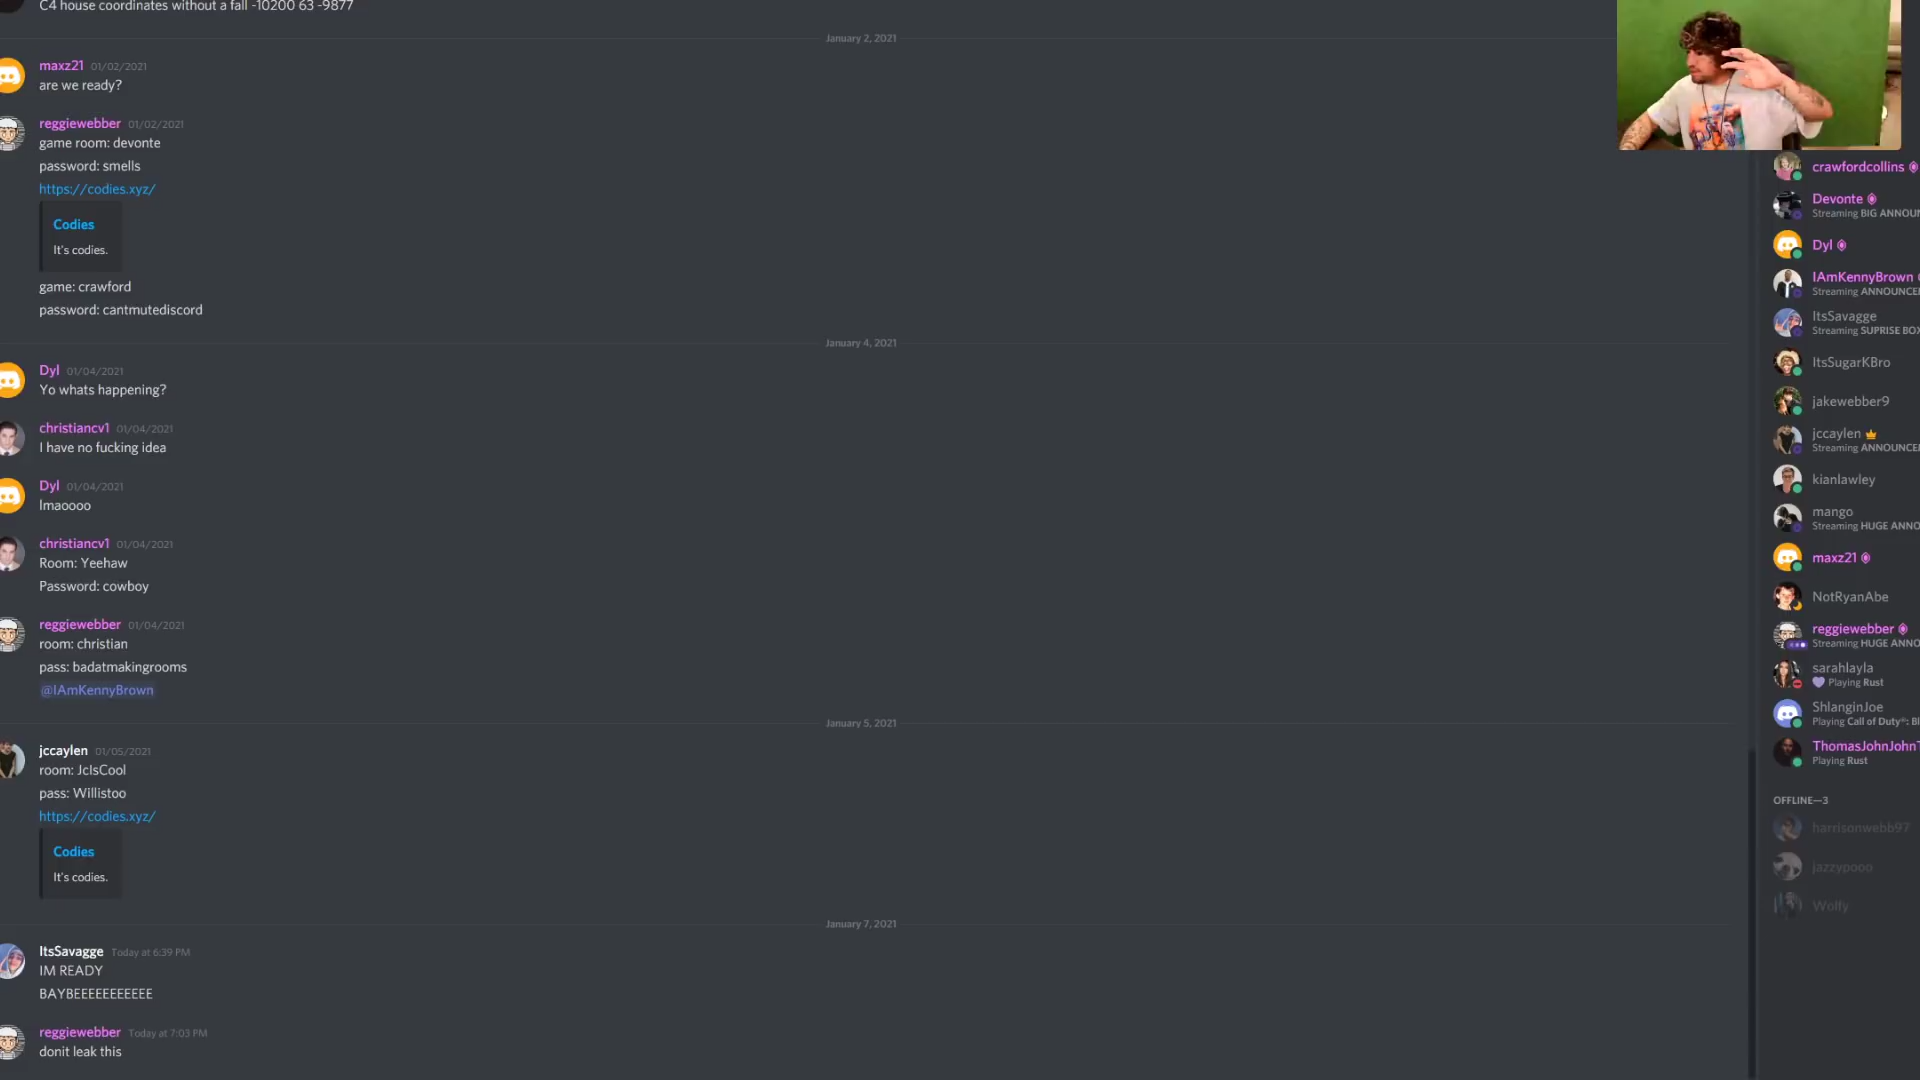 C4 house coordinates without a fall -10200 63 -9877
January 2, 2021
maxz21 01/02/2021
are we ready?
reggiewebber 01/02/2021
game room: devonte
password: smells
https://codies.xyz/
Codies
It's codies.
game: crawford
password: cantmutediscord
January 4, 2021
Dyl 01/04/2021
Yo whats happening?
christiancv1 01/04/2021
I have no fucking idea
Dyl 01/04/2021
lmaoooo
christiancv1 01/04/2021
Room: Yeehaw
Password: cowboy
reggiewebber 01/04/2021
room: christian
pass: badatmakingrooms
@IAmKennyBrown
January 5, 2021
jccaylen 01/05/2021
room: JcIsCool
pass: Willistoo
https://codies.xyz/
Codies
It's codies.
January 7, 2021
ItsSavagge Today at 6:39 PM
IM READY
BAYBEEEEEEEEEEE
reggiewebber Today at 7:03 PM
donit leak this
crawfordcollins
Devonte
Streaming BIG ANNOUN
Dyl
IAmKennyBrown
Streaming ANNOUNCE
ItsSavagge
Streaming SUPRISE BOX
ItsSugarKBro
jakewebber9
jccaylen
Streaming ANNOUNCE
kianlawley
mango
Streaming HUGE ANNO
maxz21
NotRyanAbe
reggiewebber
Streaming HUGE ANNO
sarahlayla
Playing Rust
ShlanginJoe
Playing Call of Duty®: Bl
ThomasJohnJohnT
Playing Rust
OFFLINE—3
harrisonwebb97
jazzypooo
Wolfy